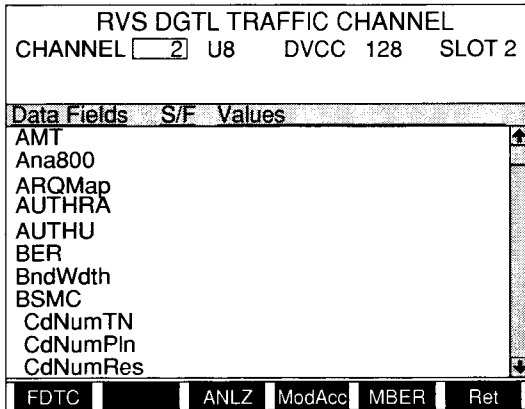 RVS DGTL TRAFFIC CHANNEL
CHANNEL 2 U8 DVCC 128 SLOT 2
Data Fields S/F Values
AMT
Ana800
ARQMap
AUTHRA
AUTHU
BER
BndWdth
BSMC
CdNumTN
CdNumPln
CdNumRes
FDTC ANLZ ModAcc MBER Ret